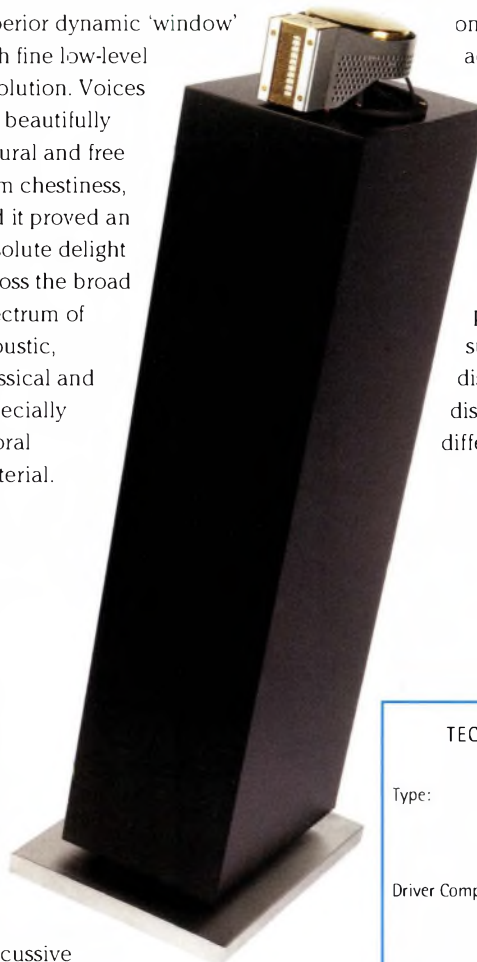 perior dynamic 'window'
h fine low-level
olution. Voices
beautifully
ural and free
m chestiness,
d it proved an
solute delight
oss the broad
ectrum of
oustic,
ssical and
pecially
oral
terial.
cussive
on
a
p
su
dis
dis
diffe
TEC
Type:
Driver Comp